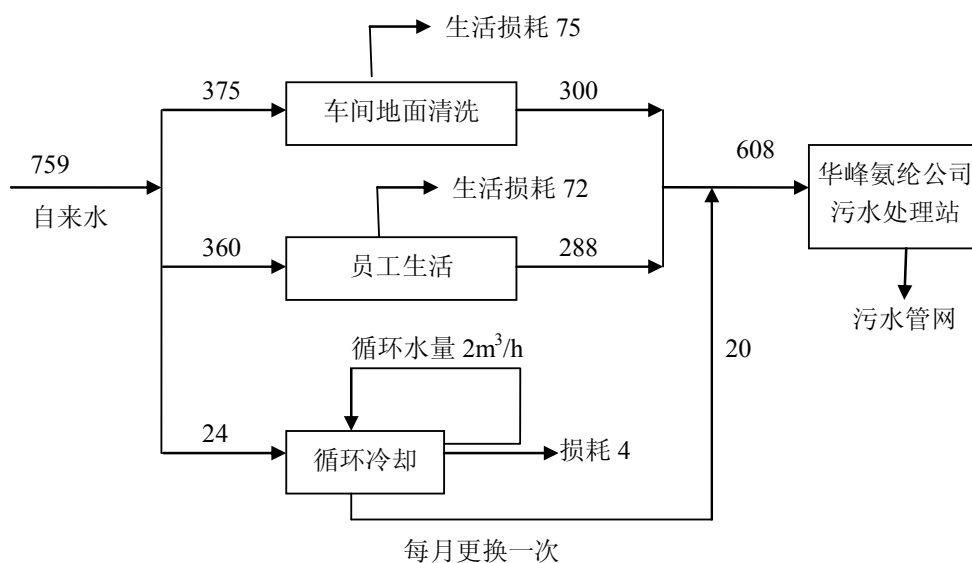 生活损耗 75
375
车间地面清洗
300
759
自来水
608
华峰氨纶公司
污水处理站
生活损耗 72
360
员工生活
288
污水管网
循环水量 2m³/h
20
24
循环冷却
损耗 4
每月更换一次